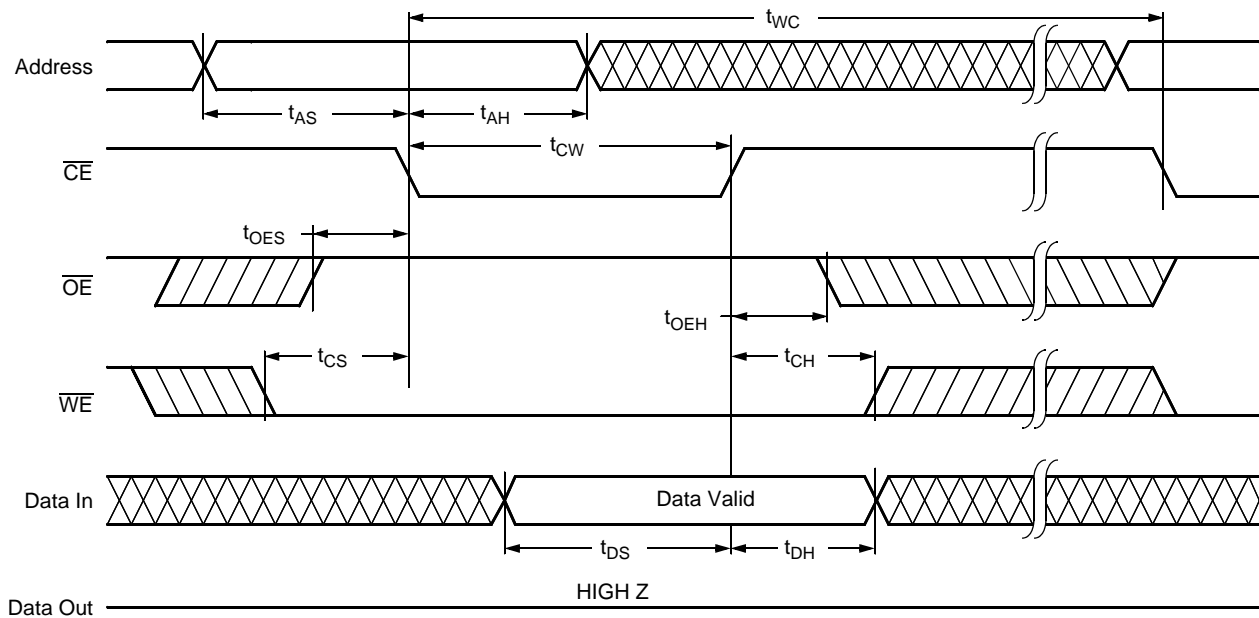 tWC
Address
tAS
tAH
tCW
CE
tOES
OE
tOEH
tCS
tCH
WE
Data In
Data Valid
tDS
tDH
HIGH Z
Data Out